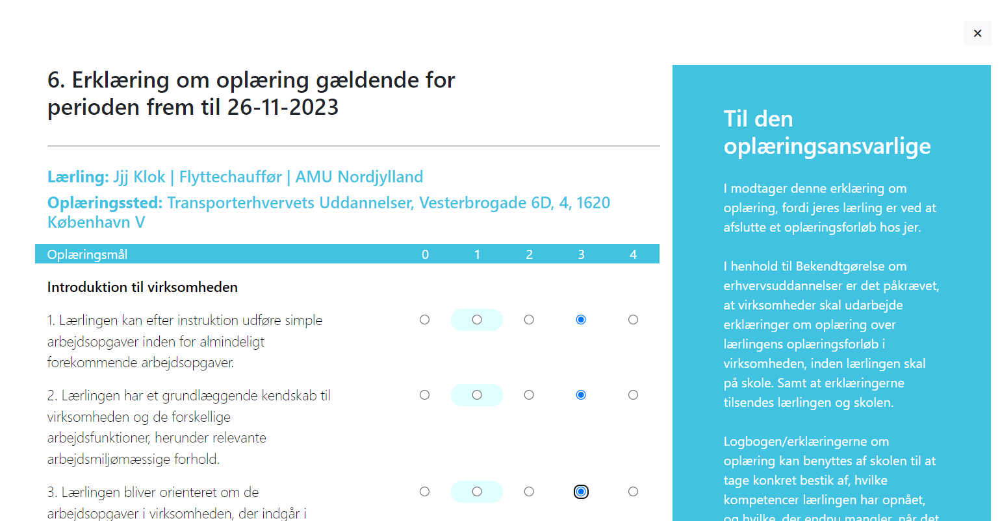 6. Erklæring om oplæring gældende for
perioden frem til 26-11-2023
Lærling: Jjj Klok | Flyttechauffør | AMU Nordjylland
Oplæringssted: Transporterhvervets Uddannelser, Vesterbrogade 6D, 4, 1620
København V
Oplæringsmål 0 1 2 3 4
Introduktion til virksomheden
1. Lærlingen kan efter instruktion udføre simple
arbejdsopgaver inden for almindeligt
forekommende arbejdsopgaver.
2. Lærlingen har et grundlæggende kendskab til
virksomheden og de forskellige
arbejdsfunktioner, herunder relevante
arbejdsmiljømæssige forhold.
3. Lærlingen bliver orienteret om de
arbejdsopgaver i virksomheden, der indgår i
Til den
oplæringsansvarlige
I modtager denne erklæring om
oplæring, fordi jeres lærling er ved at
afslutte et oplæringsforløb hos jer.
I henhold til Bekendtgørelse om
erhvervsuddannelser er det påkrævet,
at virksomheder skal udarbejde
erklæringer om oplæring over
lærlingens oplæringsforløb i
virksomheden, inden lærlingen skal
på skole. Samt at erklæringerne
tilsendes lærlingen og skolen.
Logbogen/erklæringerne om
oplæring kan benyttes af skolen til at
tage konkret bestik af, hvilke
kompetencer lærlingen har opnået,
og hvilke, der endnu mangler, når det